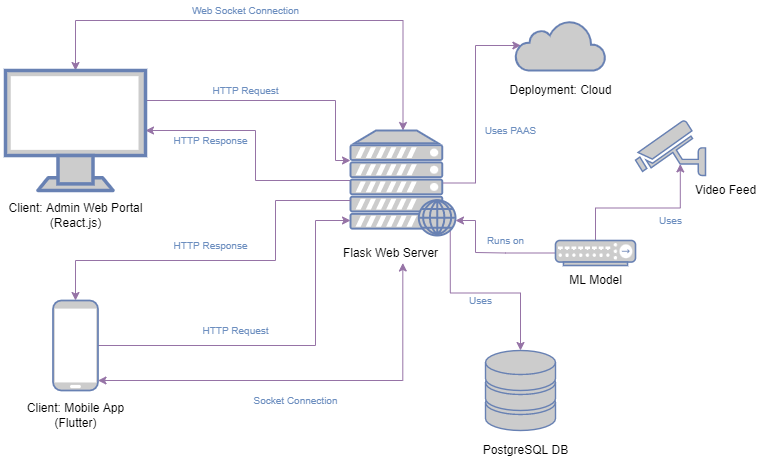 Web Socket Connection
HTTP Request
HTTP Response
Client: Admin Web Portal
(React.js)
Deployment: Cloud
Uses PAAS
Video Feed
Uses
HTTP Response
Flask Web Server
Runs on
ML Model
Uses
HTTP Request
Client: Mobile App
(Flutter)
Socket Connection
PostgreSQL DB